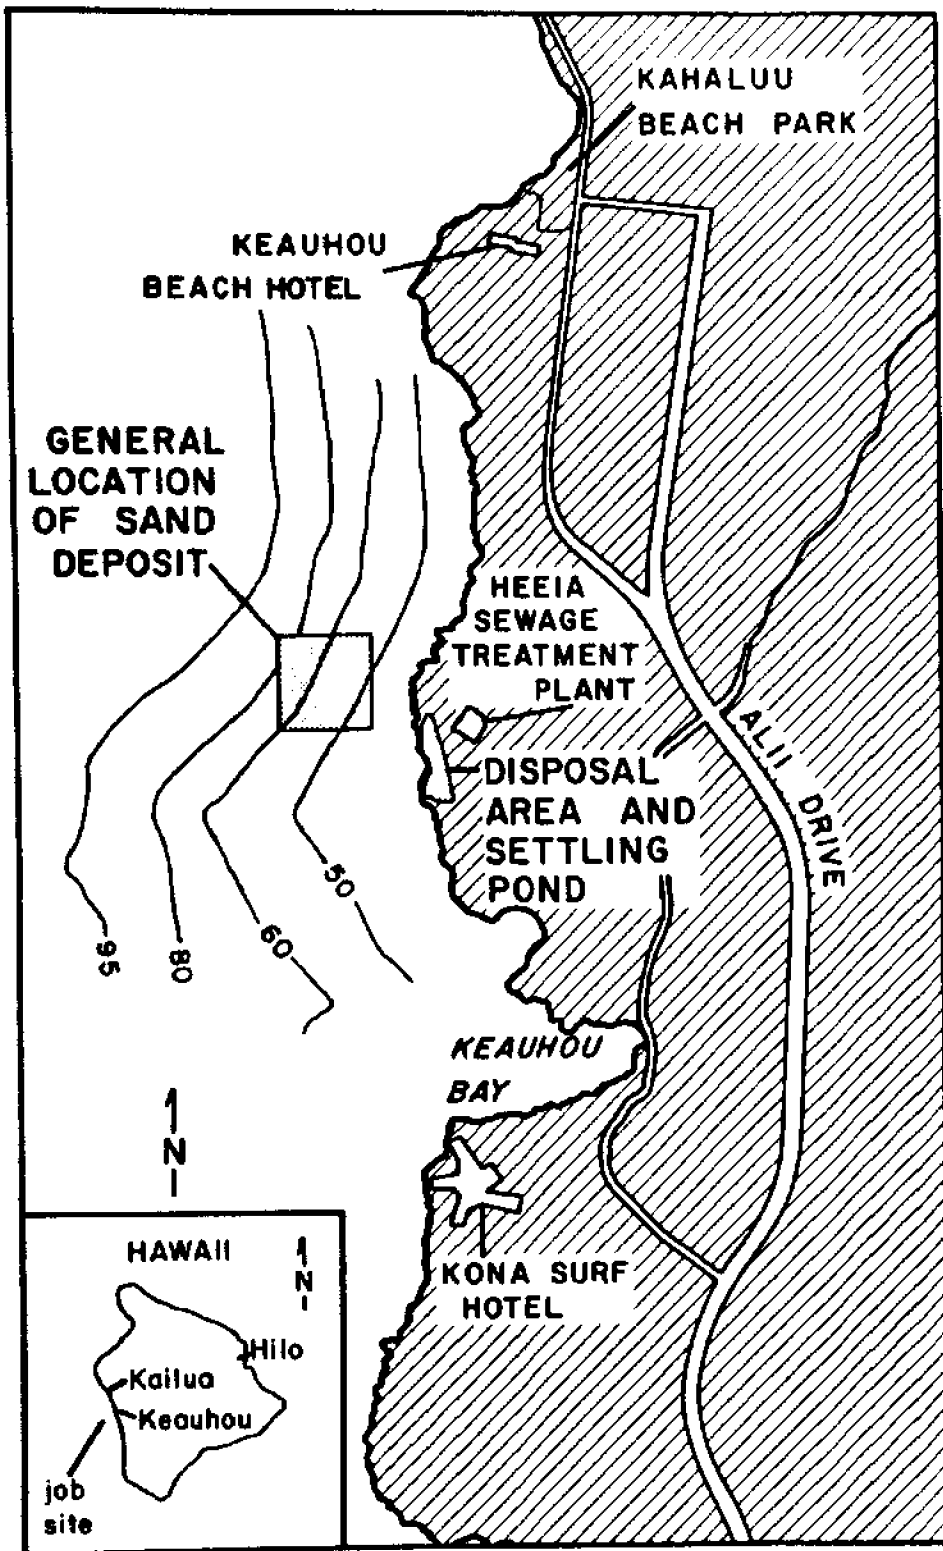 KAHALUU
BEACH PARK
KEAUHOU
BEACH HOTEL
GENERAL
LOCATION
OF SAND
DEPOSIT
HEEIA
SEWAGE
TREATMENT
PLANT
ALII DRIVE
DISPOSAL
AREA AND
SETTLING
POND
50
60
80
95
KEAUHOU
BAY
N
KONA SURF
HOTEL
HAWAII
N
Hilo
Kailua
Keauhou
job
site